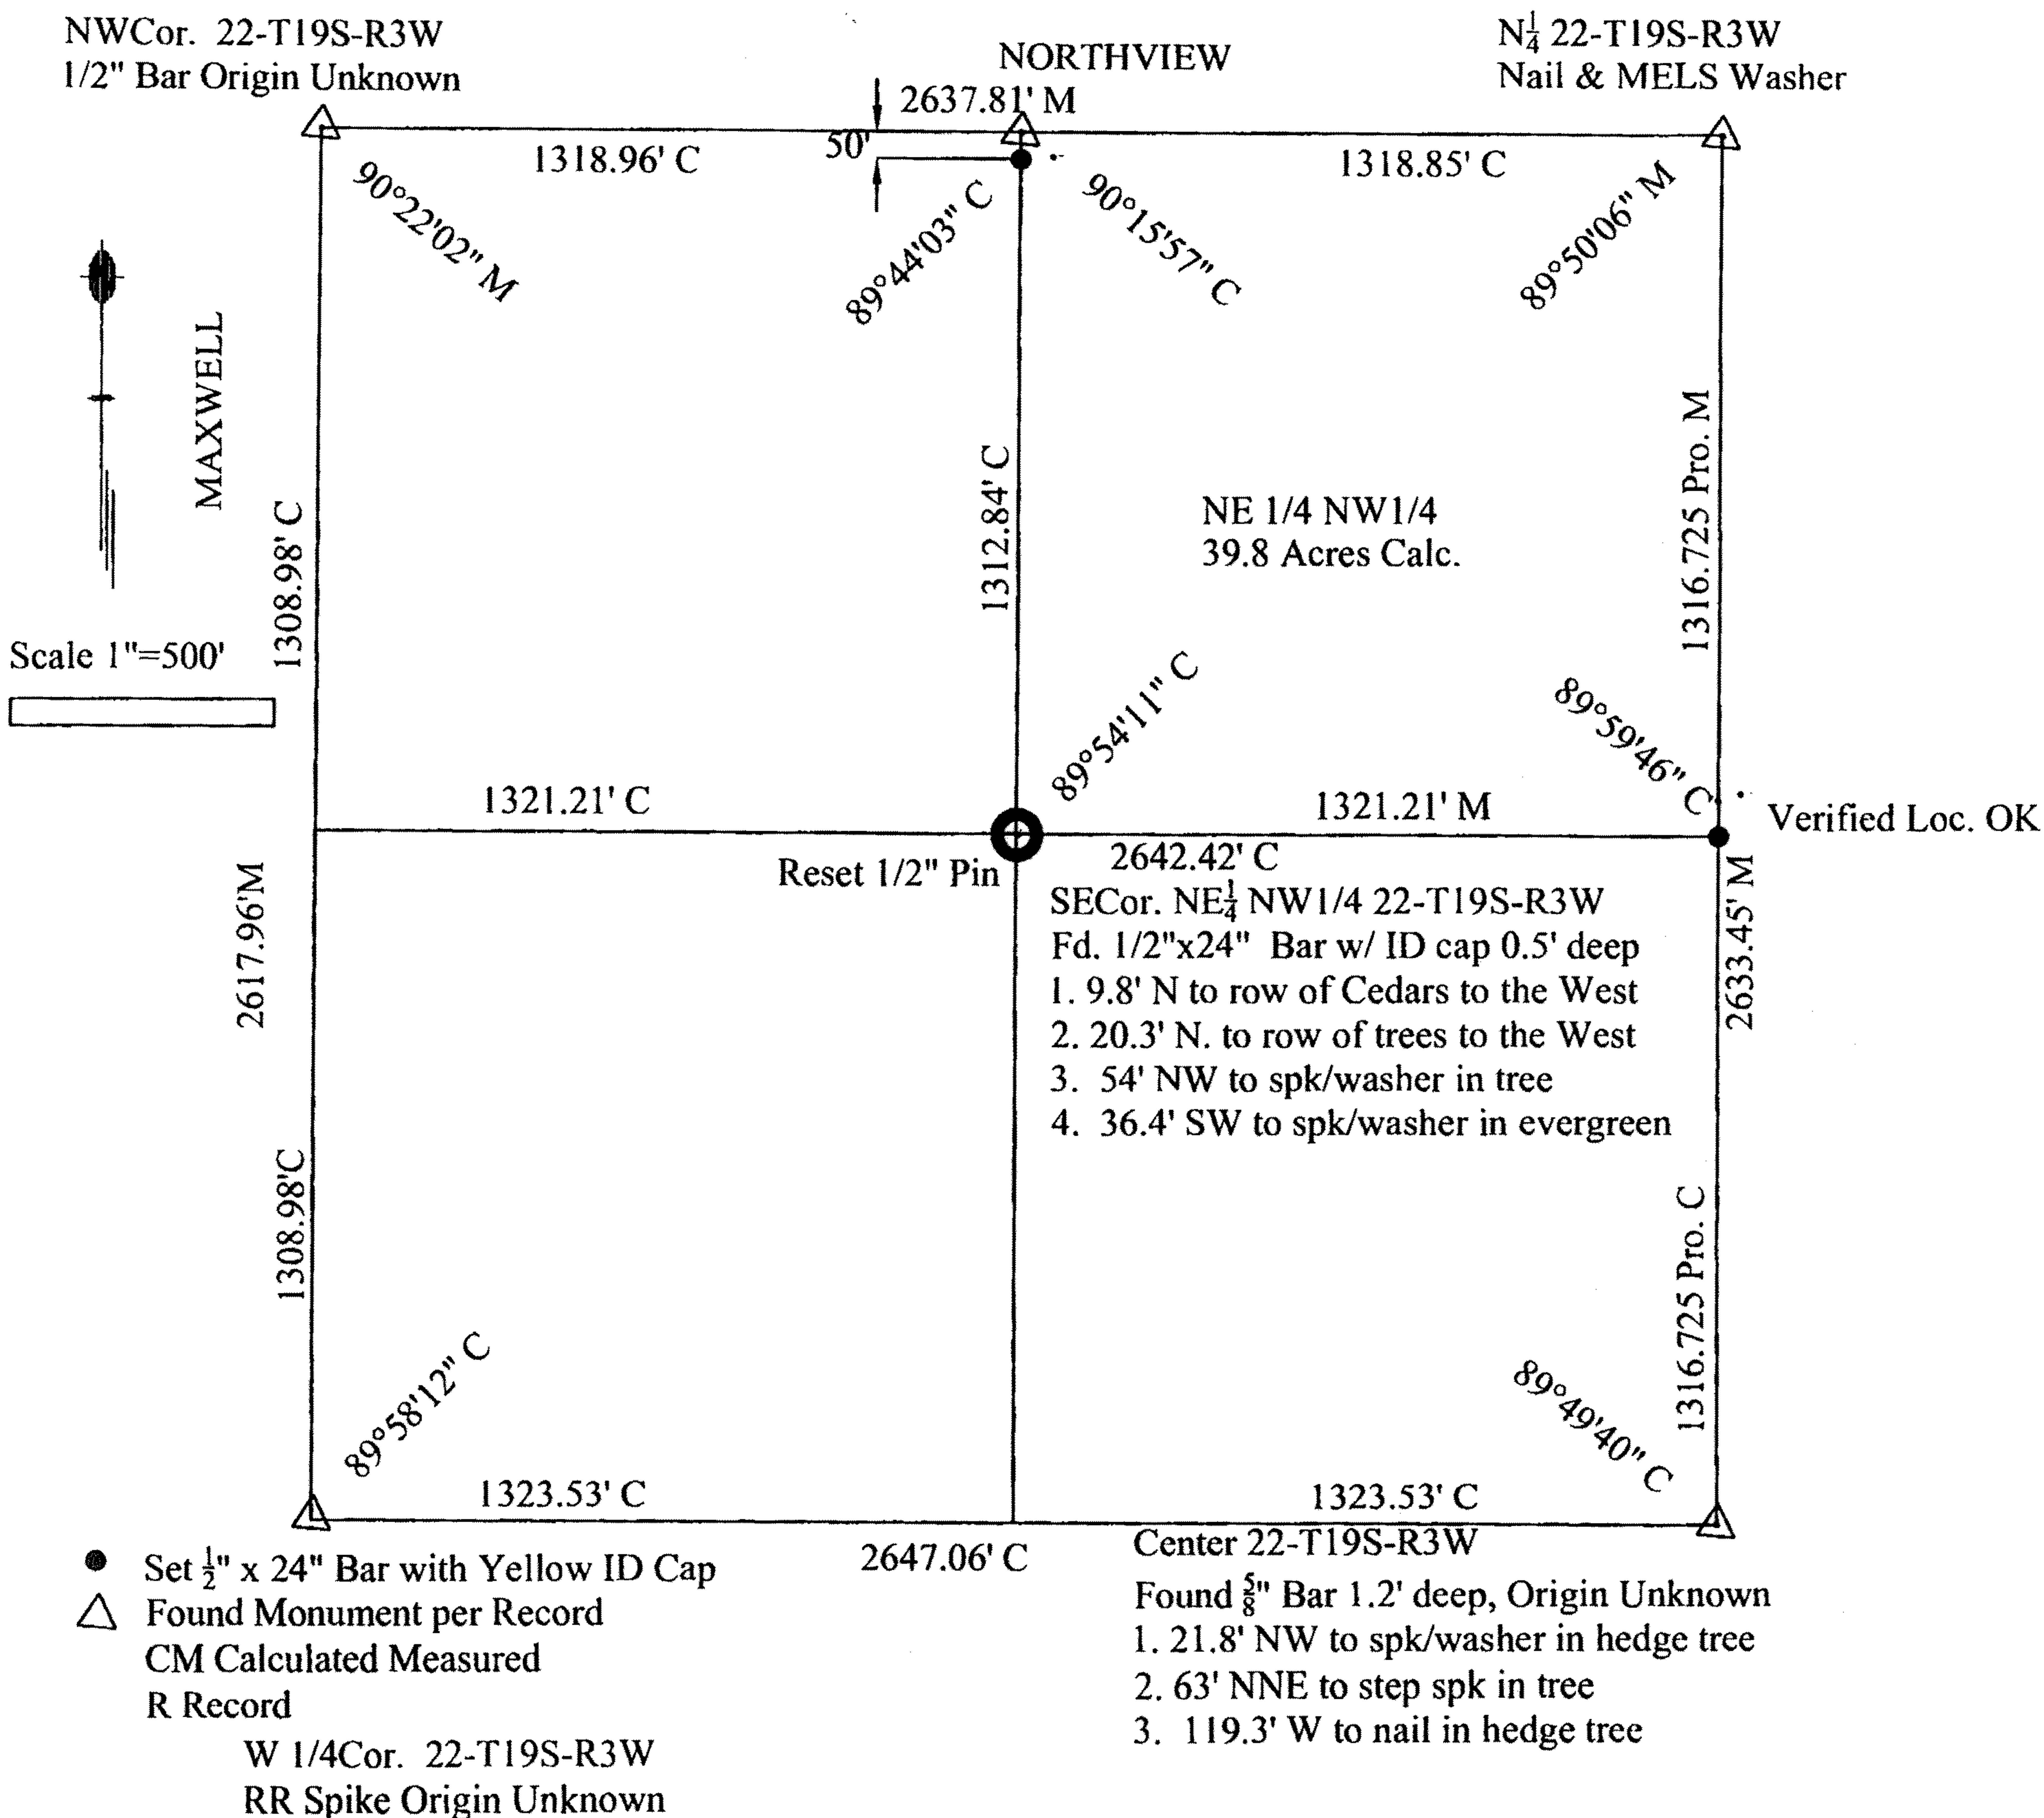 NWCor. 22-T19S-R3W
1/2" Bar Origin Unknown
NORTHVIEW
N¼ 22-T19S-R3W
Nail & MELS Washer
2637.81' M
50'
1318.96' C
1318.85' C
90°22'02" M
89°44'03" C
90°15'57" C
89°50'06" M
MAXWELL
1308.98' C
1312.84' C
1316.725 Pro. M
NE 1/4 NW1/4
39.8 Acres Calc.
Scale 1"=500'
89°54'11" C
89°59'46" C
1321.21' C
1321.21' M
Verified Loc. OK
Reset 1/2" Pin
2642.42' C
SECor. NE¼ NW1/4 22-T19S-R3W
Fd. 1/2"x24" Bar w/ ID cap 0.5' deep
1. 9.8' N to row of Cedars to the West
2. 20.3' N. to row of trees to the West
3. 54' NW to spk/washer in tree
4. 36.4' SW to spk/washer in evergreen
2617.96'M
2633.45' M
1308.98'C
1316.725 Pro. C
89°58'12" C
89°49'40" C
1323.53' C
1323.53' C
2647.06' C
Center 22-T19S-R3W
Found ⅝" Bar 1.2' deep, Origin Unknown
1. 21.8' NW to spk/washer in hedge tree
2. 63' NNE to step spk in tree
3. 119.3' W to nail in hedge tree
Set ½" x 24" Bar with Yellow ID Cap
Found Monument per Record
CM Calculated Measured
R Record
W 1/4Cor. 22-T19S-R3W
RR Spike Origin Unknown